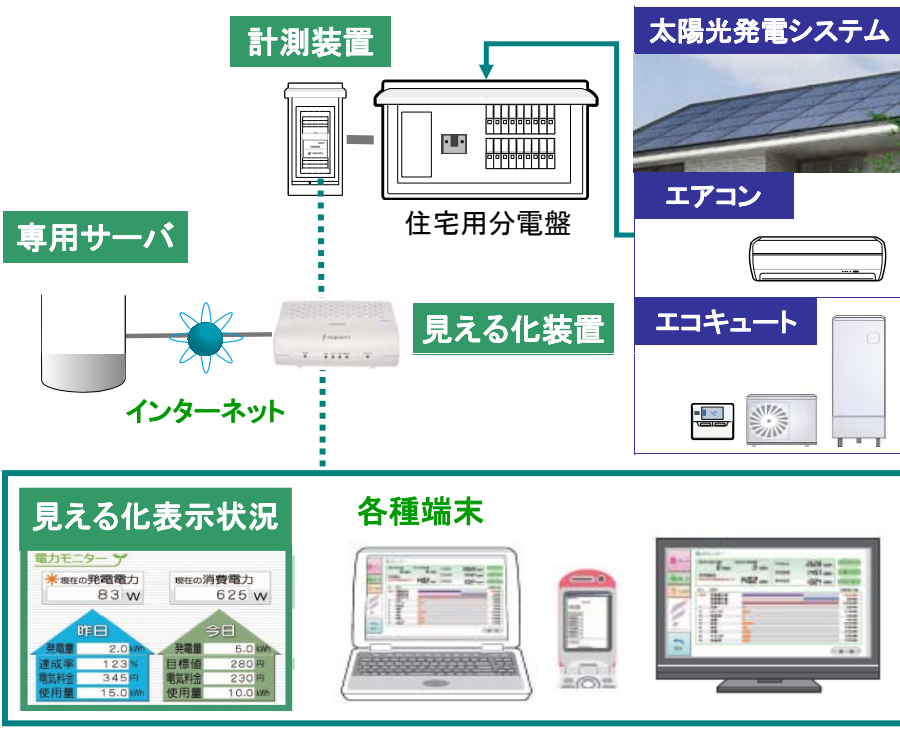 計測装置
太陽光発電システム
住宅用分電盤
エアコン
専用サーバ
見える化装置
エコキュート
インターネット
見える化表示状況
各種端末
電力モニター
現在の発電電力
83 W
現在の消費電力
625 W
昨日
発電量 2.0 kWh
達成率 123 %
電気料金 345 円
使用量 15.0 kWh
今日
発電量 5.0 kWh
目標値 280 円
電気料金 230 円
使用量 10.0 kWh